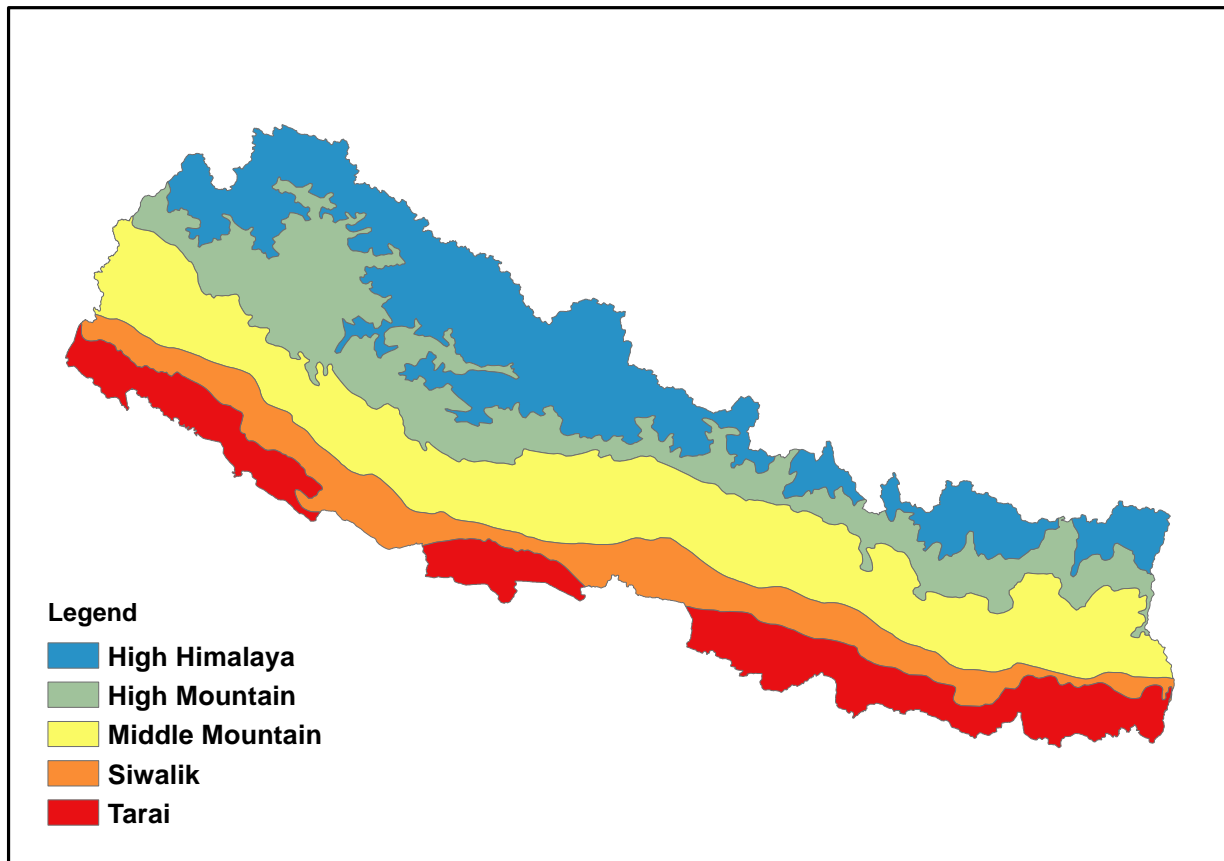 Legend
High Himalaya
High Mountain
Middle Mountain
Siwalik
Tarai